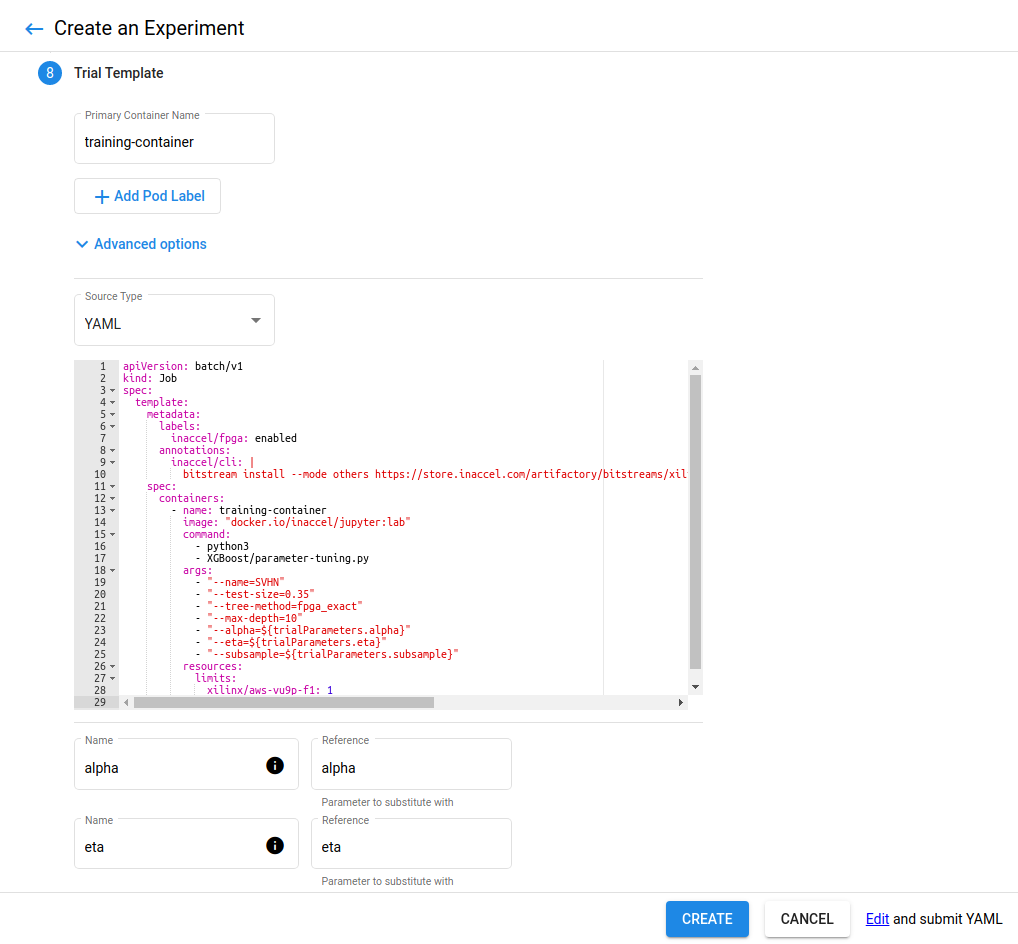 Create an Experiment
8 Trial Template
Primary Container Name
training-container
Add Pod Label
Advanced options
Source Type
YAML
1 apiVersion: batch/v1
2 kind: Job
3 spec:
4 template:
5 metadata:
6 labels:
7 inaccel/fpga: enabled
8 annotations:
9 inaccel/cli: |
10 bitstream install --mode others https://store.inaccel.com/artifactory/bitstreams/xil
11 spec:
12 containers:
13 - name: training-container
14 image: "docker.io/inaccel/jupyter:lab"
15 command:
16 - python3
17 - XGBoost/parameter-tuning.py
18 args:
19 - "--name=SVHN"
20 - "--test-size=0.35"
21 - "--tree-method=fpga_exact"
22 - "--max-depth=10"
23 - "--alpha=${trialParameters.alpha}"
24 - "--eta=${trialParameters.eta}"
25 - "--subsample=${trialParameters.subsample}"
26 resources:
27 limits:
28 xilinx/aws-vu9p-f1: 1
29
Name Reference
alpha alpha
Parameter to substitute with
Name Reference
eta eta
Parameter to substitute with
CREATE CANCEL Edit and submit YAML